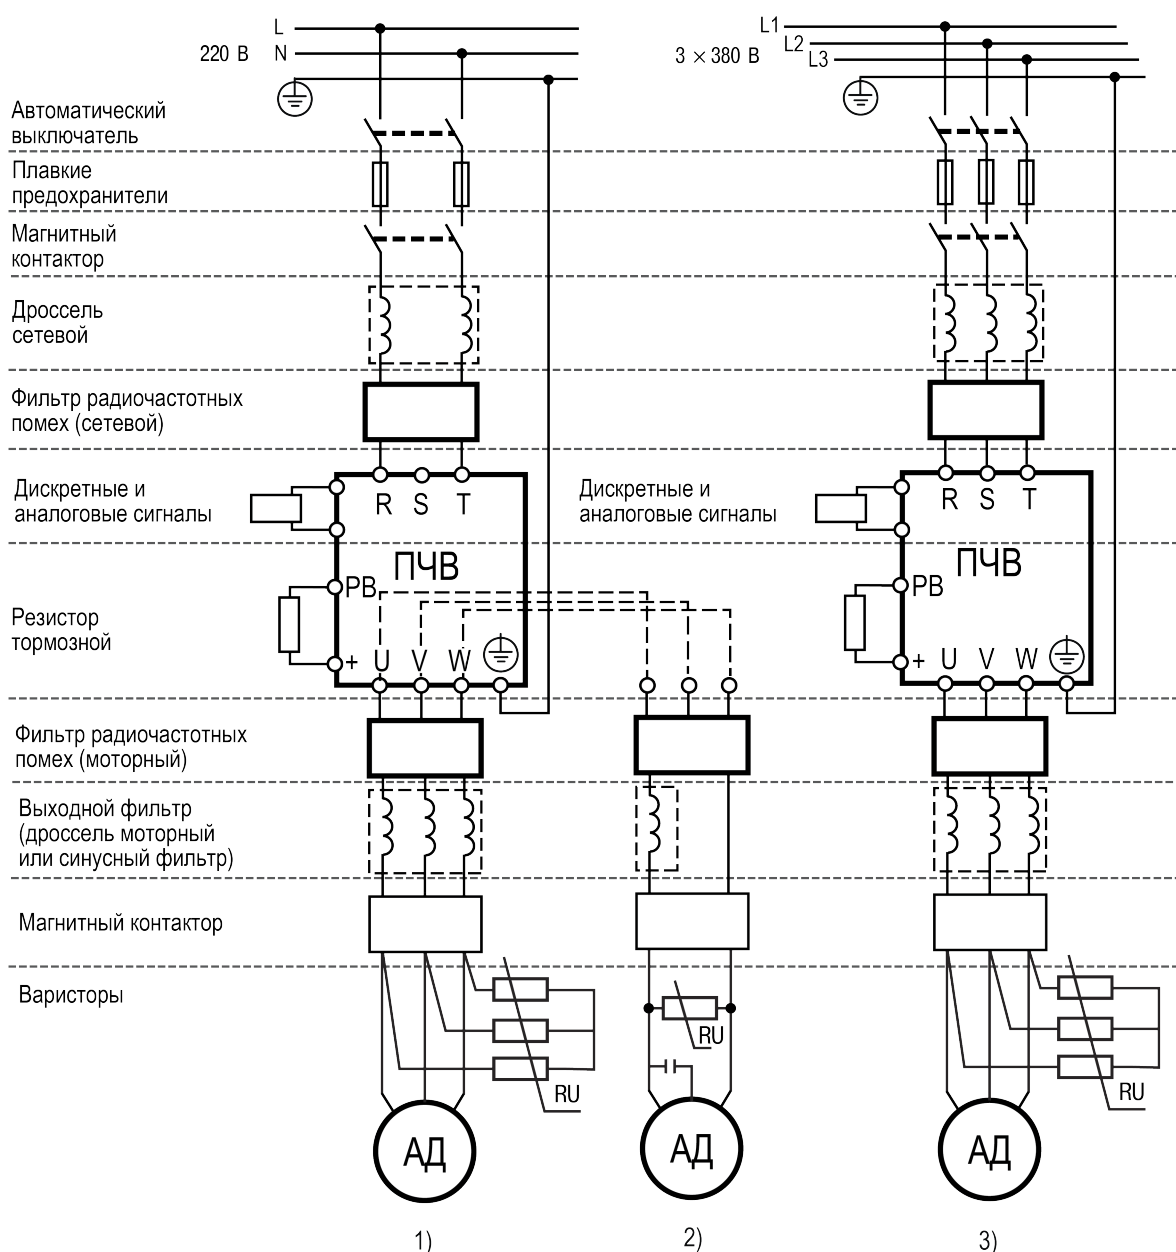 L
220 В
N
L1
L2
3 × 380 В
L3
Автоматический
выключатель
Плавкие
предохранители
Магнитный
контактор
Дроссель
сетевой
Фильтр радиочастотных
помех (сетевой)
Дискретные и
аналоговые сигналы
R S T
Дискретные и
аналоговые сигналы
R S T
ПЧВ
ПЧВ
PB
PB
Резистор
тормозной
+ U V W
+ U V W
Фильтр радиочастотных
помех (моторный)
Выходной фильтр
(дроссель моторный
или синусный фильтр)
Магнитный контактор
Варисторы
RU
RU
RU
АД
АД
АД
1)
2)
3)